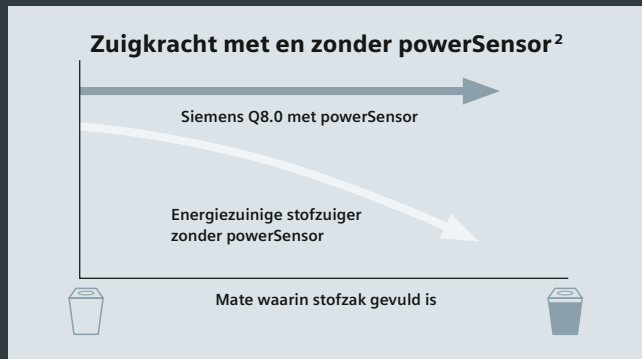 Zuigkracht met en zonder powerSensor²
Siemens Q8.0 met powerSensor
Energiezuinige stofzuiger
zonder powerSensor
Mate waarin stofzak gevuld is